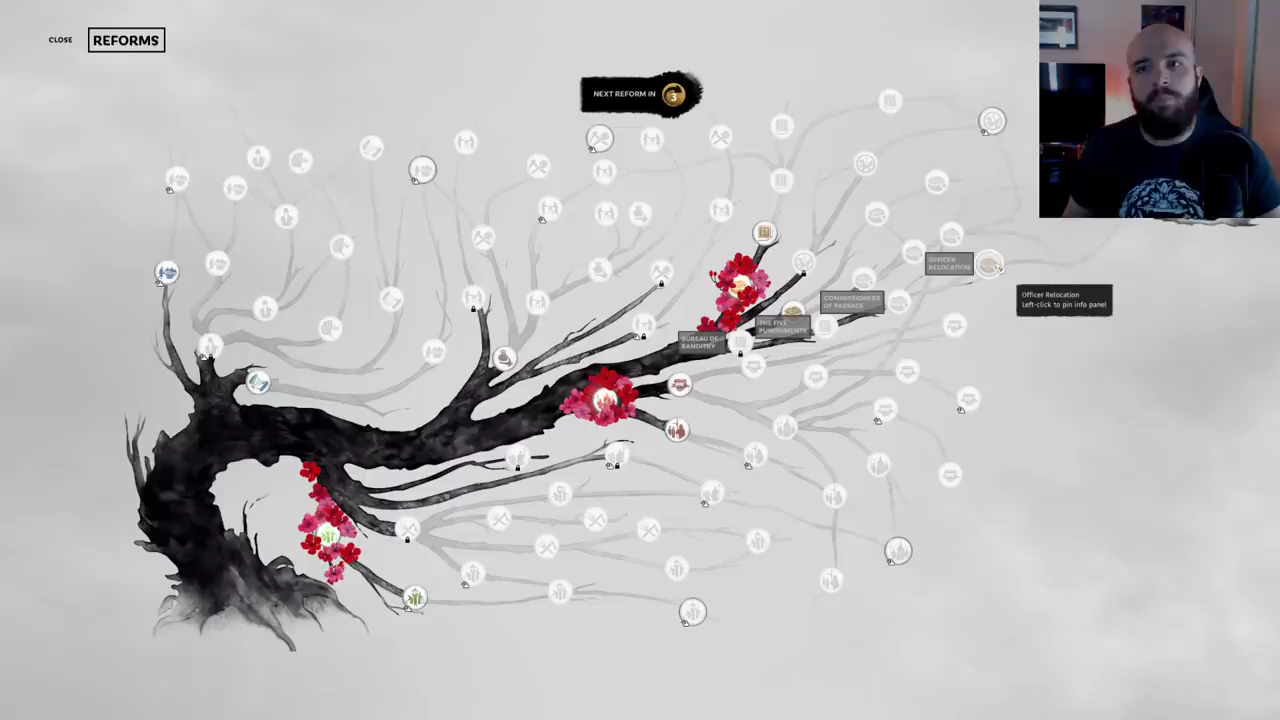 CLOSE
REFORMS
NEXT REFORM IN
3
OFFICER
RELOCATION
COMMISSIONERS
OF PASSAGE
THE FIVE
PUNISHMENTS
BUREAU OF
BANDITRY
Officer Relocation
Left-click to pin info panel